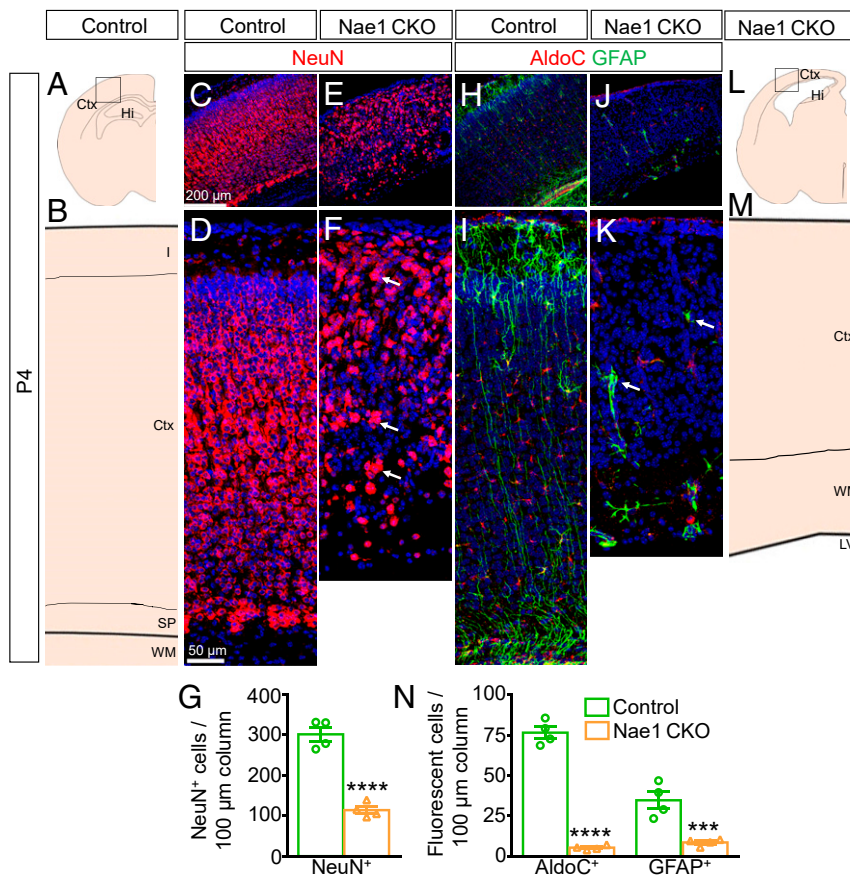 Control
Control
Nae1 CKO
Control
Nae1 CKO
Nae1 CKO
NeuN
AldoC GFAP
P4
A
Ctx
Hi
B
I
Ctx
SP
WM
C
200 µm
E
H
J
L
Ctx
Hi
D
50 µm
F
I
K
M
Ctx
WM
LV
G
NeuN⁺ cells /
100 µm column
400
300
200
100
0
****
NeuN⁺
N
Fluorescent cells /
100 µm column
100
75
50
25
0
Control
Nae1 CKO
****
***
AldoC⁺
GFAP⁺